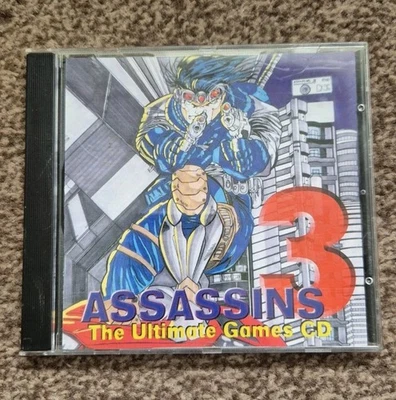 3
ASSASSINS
The Ultimate Games CD